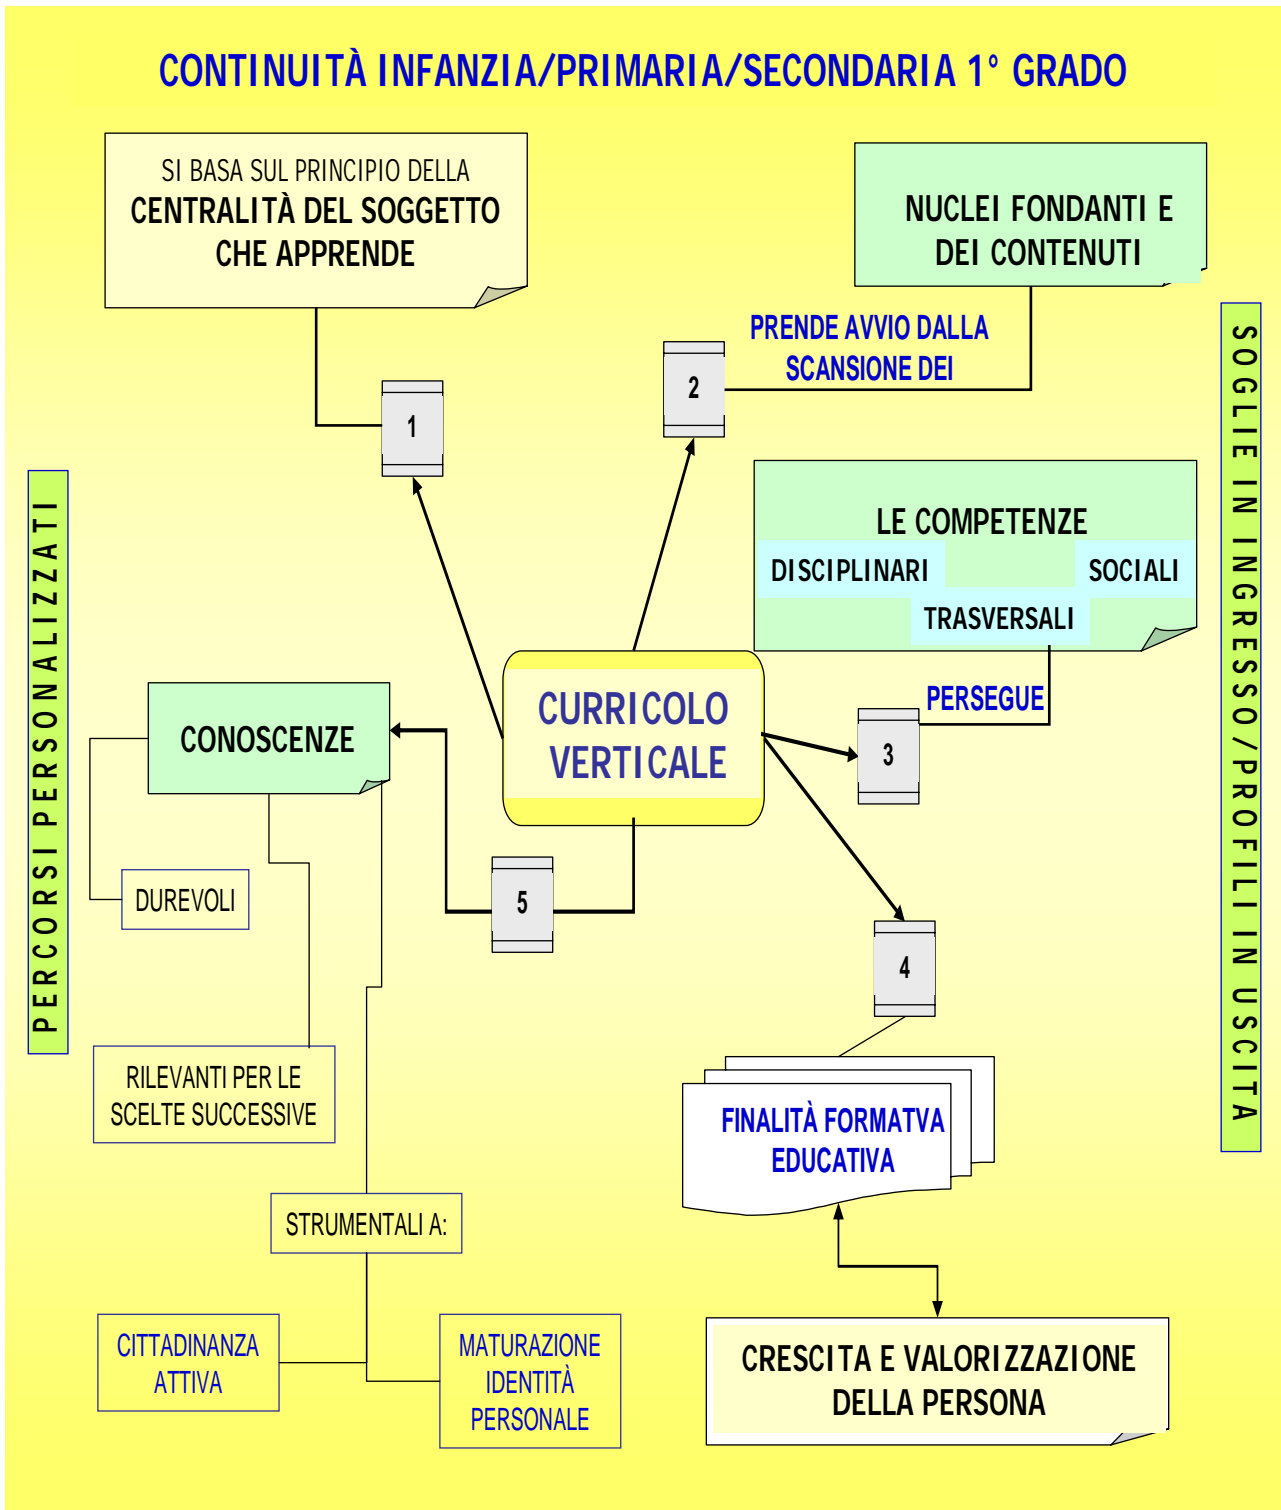 CONTINUITÀ INFANZIA/PRIMARIA/SECONDARIA 1° GRADO
SI BASA SUL PRINCIPIO DELLA
CENTRALITÀ DEL SOGGETTO
CHE APPRENDE
NUCLEI FONDANTI E
DEI CONTENUTI
PRENDE AVVIO DALLA
SCANSIONE DEI
2
1
LE COMPETENZE
DISCIPLINARI
SOCIALI
TRASVERSALI
PERSEGUE
3
CURRICOLO
VERTICALE
CONOSCENZE
5
DUREVOLI
4
RILEVANTI PER LE
SCELTE SUCCESSIVE
FINALITÀ FORMATVA
EDUCATIVA
STRUMENTALI A:
CITTADINANZA
ATTIVA
MATURAZIONE
IDENTITÀ
PERSONALE
CRESCITA E VALORIZZAZIONE
DELLA PERSONA
PERCORSI PERSONALIZZATI
SOGLIE IN INGRESSO/PROFILI IN USCITA